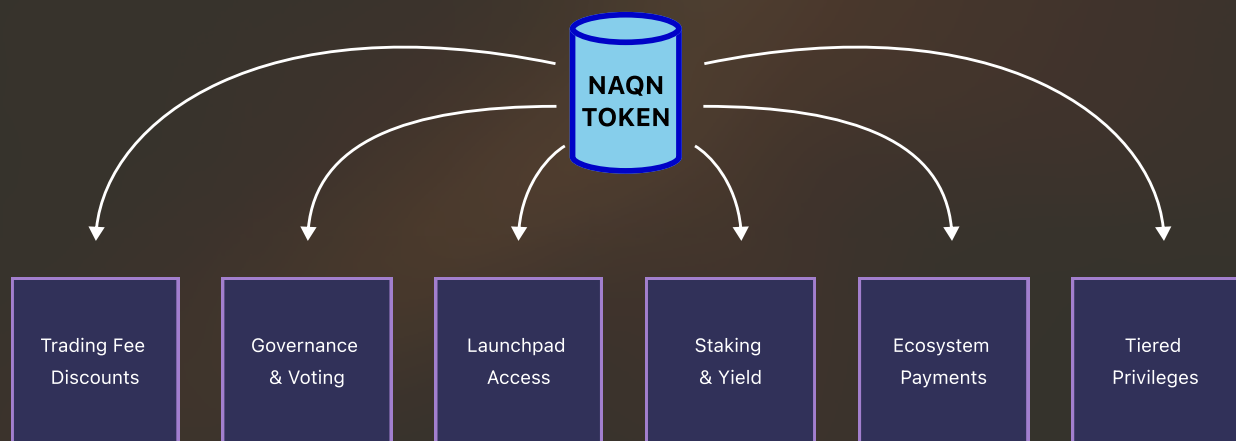 NAQN
TOKEN
Trading Fee
Discounts
Governance
& Voting
Launchpad
Access
Staking
& Yield
Ecosystem
Payments
Tiered
Privileges